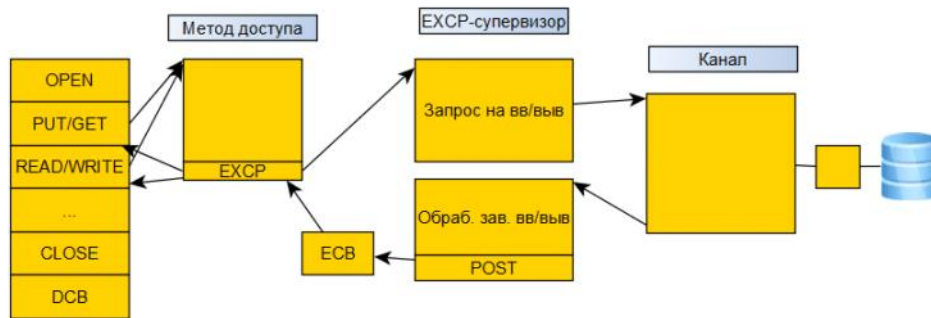 Метод доступа
EXCP-супервизор
Канал
OPEN
PUT/GET
READ/WRITE
...
CLOSE
DCB
EXCP
Запрос на вв/выв
Обраб. зав. вв/выв
POST
ECB